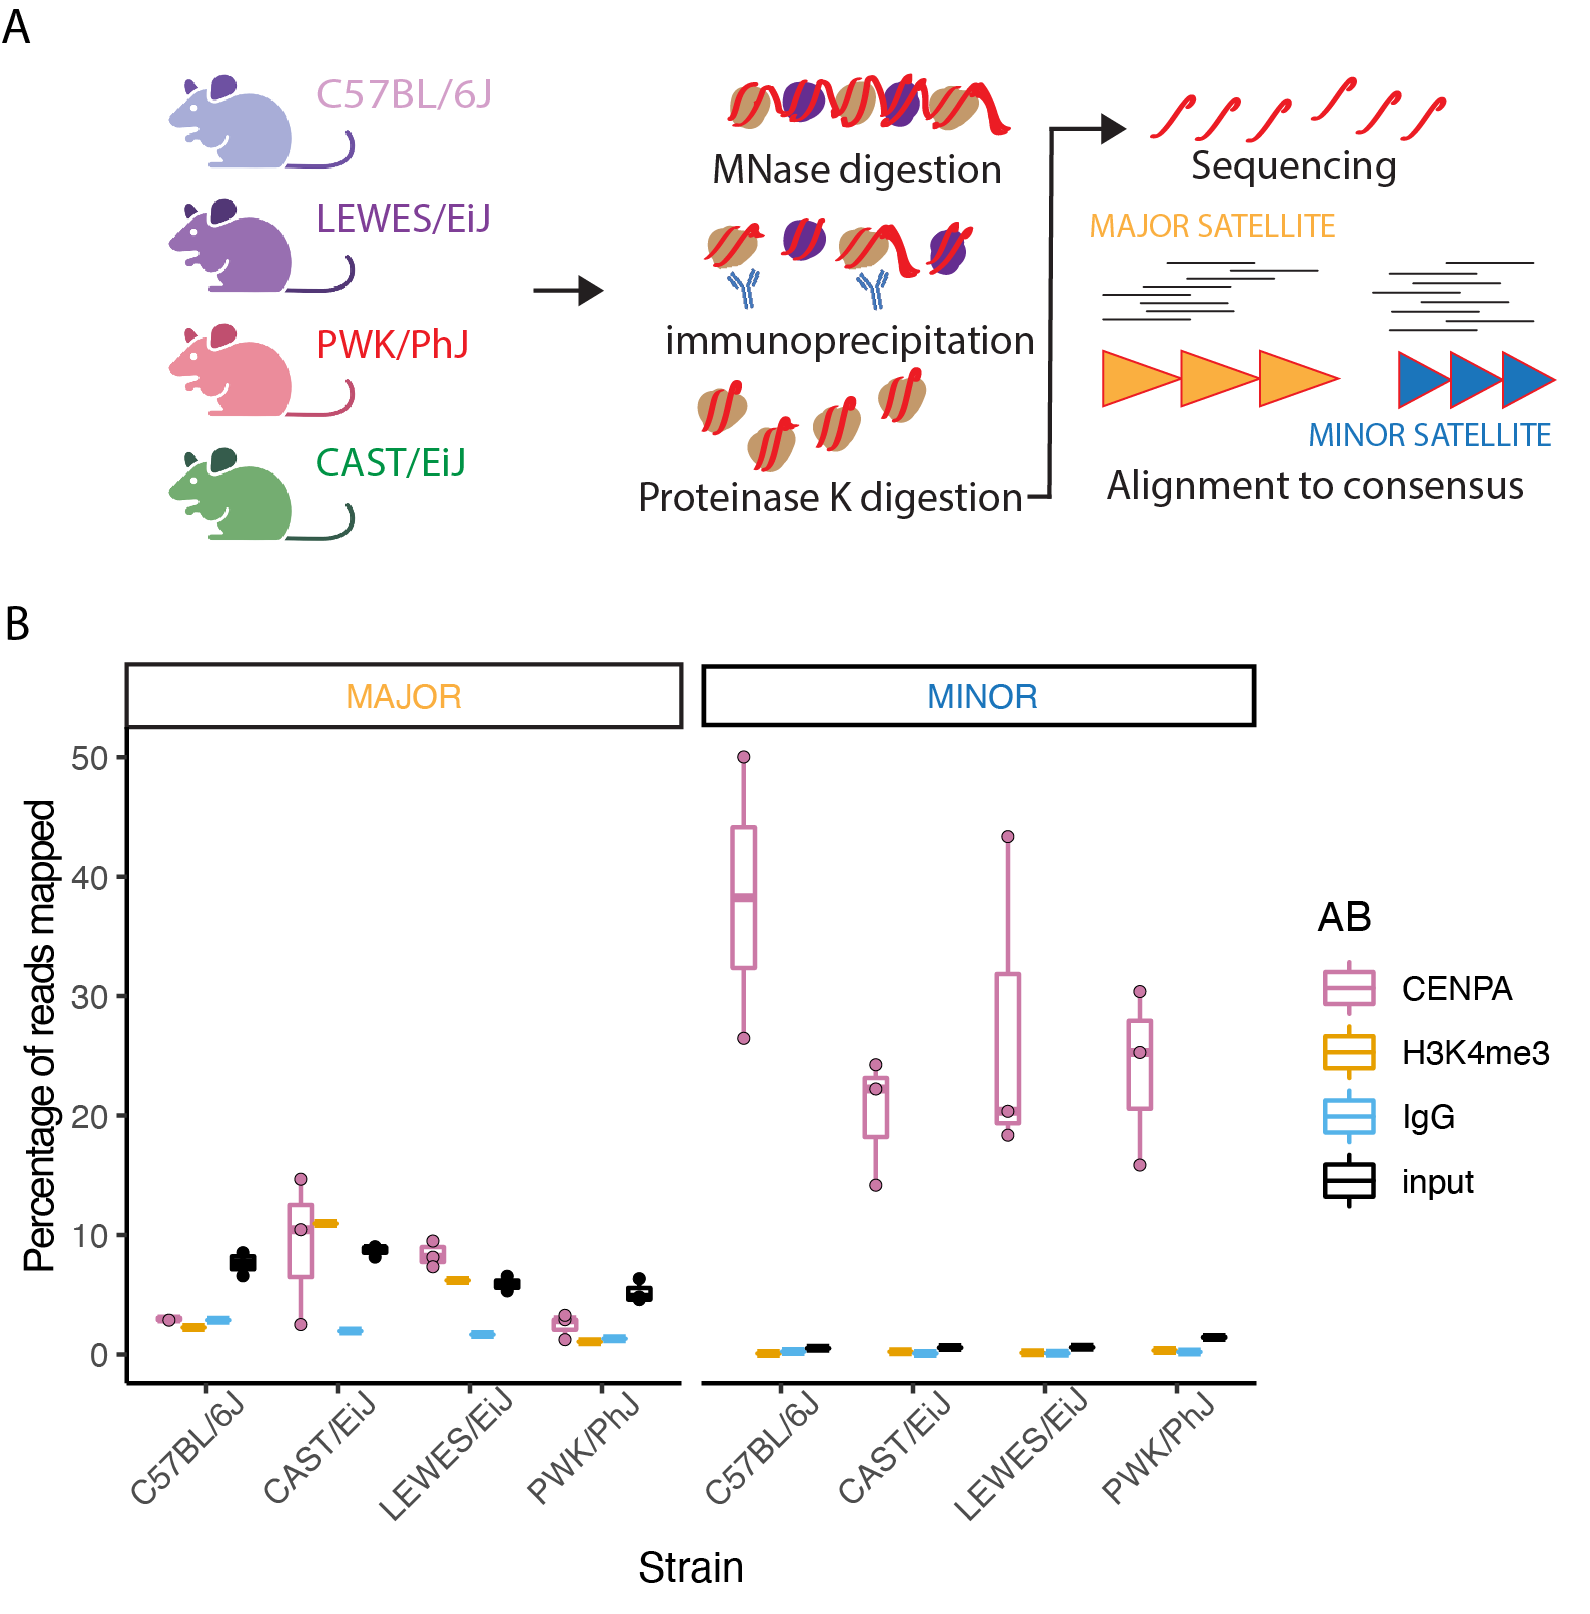 A
C57BL/6J
LEWES/EiJ
PWK/PhJ
CAST/EiJ
MNase digestion
immunoprecipitation
Proteinase K digestion
Sequencing
MAJOR SATELLITE
MINOR SATELLITE
Alignment to consensus
B
MAJOR
MINOR
Percentage of reads mapped
50
40
30
20
10
0
C57BL/6J
CAST/EiJ
LEWES/EiJ
PWK/PhJ
C57BL/6J
CAST/EiJ
LEWES/EiJ
PWK/PhJ
Strain
AB
CENPA
H3K4me3
IgG
input